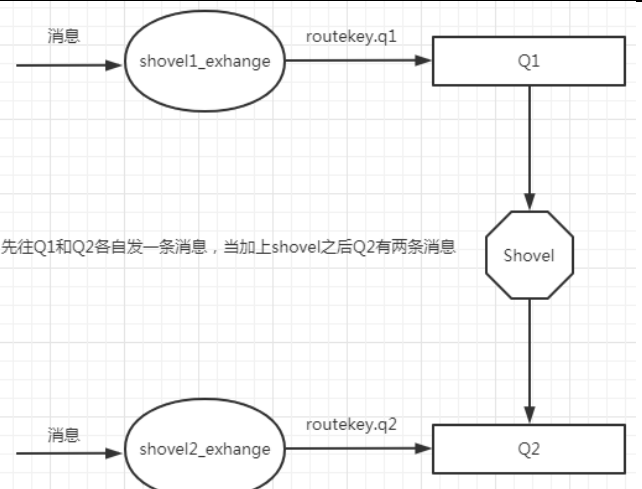 消息
shovel1_exhange
routekey.q1
Q1
先往Q1和Q2各自发一条消息，当加上shovel之后Q2有两条消息
Shovel
消息
shovel2_exhange
routekey.q2
Q2